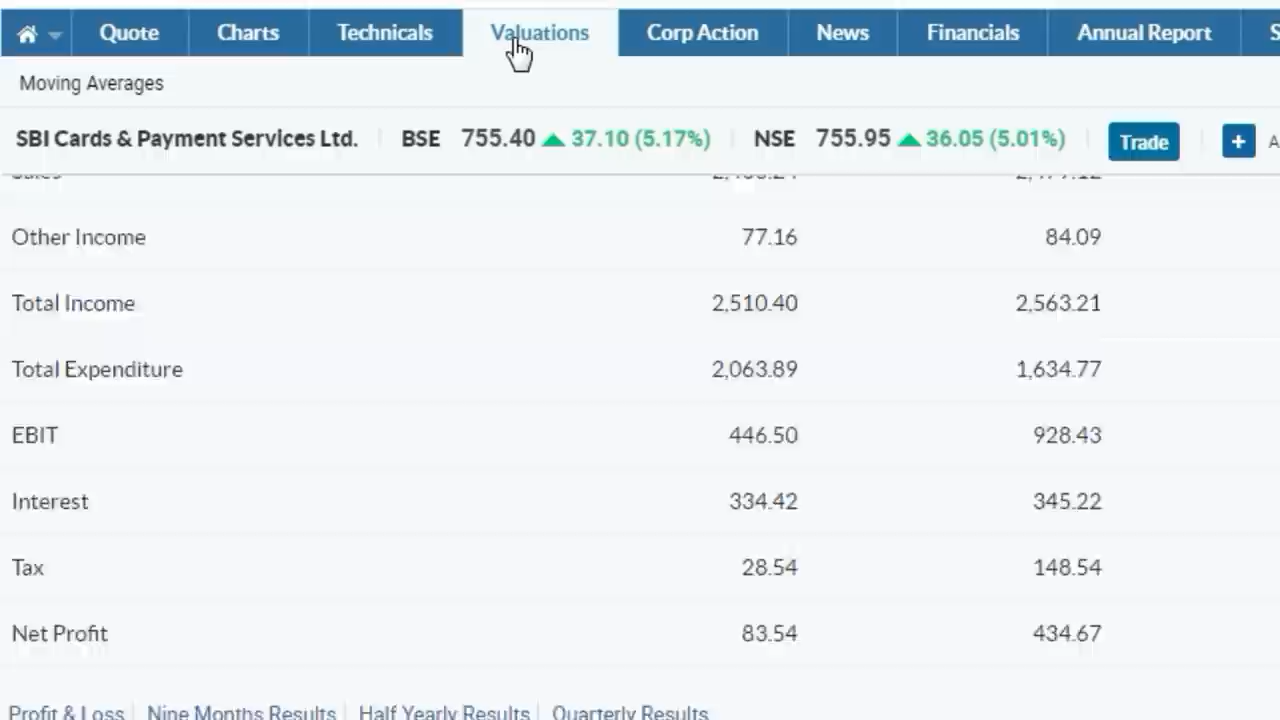 Quote Charts Technicals Valuations Corp Action News Financials Annual Report S
Moving Averages
SBI Cards & Payment Services Ltd. BSE 755.40 37.10 (5.17%) NSE 755.95 36.05 (5.01%) Trade + A
Other Income 77.16 84.09
Total Income 2,510.40 2,563.21
Total Expenditure 2,063.89 1,634.77
EBIT 446.50 928.43
Interest 334.42 345.22
Tax 28.54 148.54
Net Profit 83.54 434.67
Profit & Loss Nine Months Results Half Yearly Results Quarterly Results